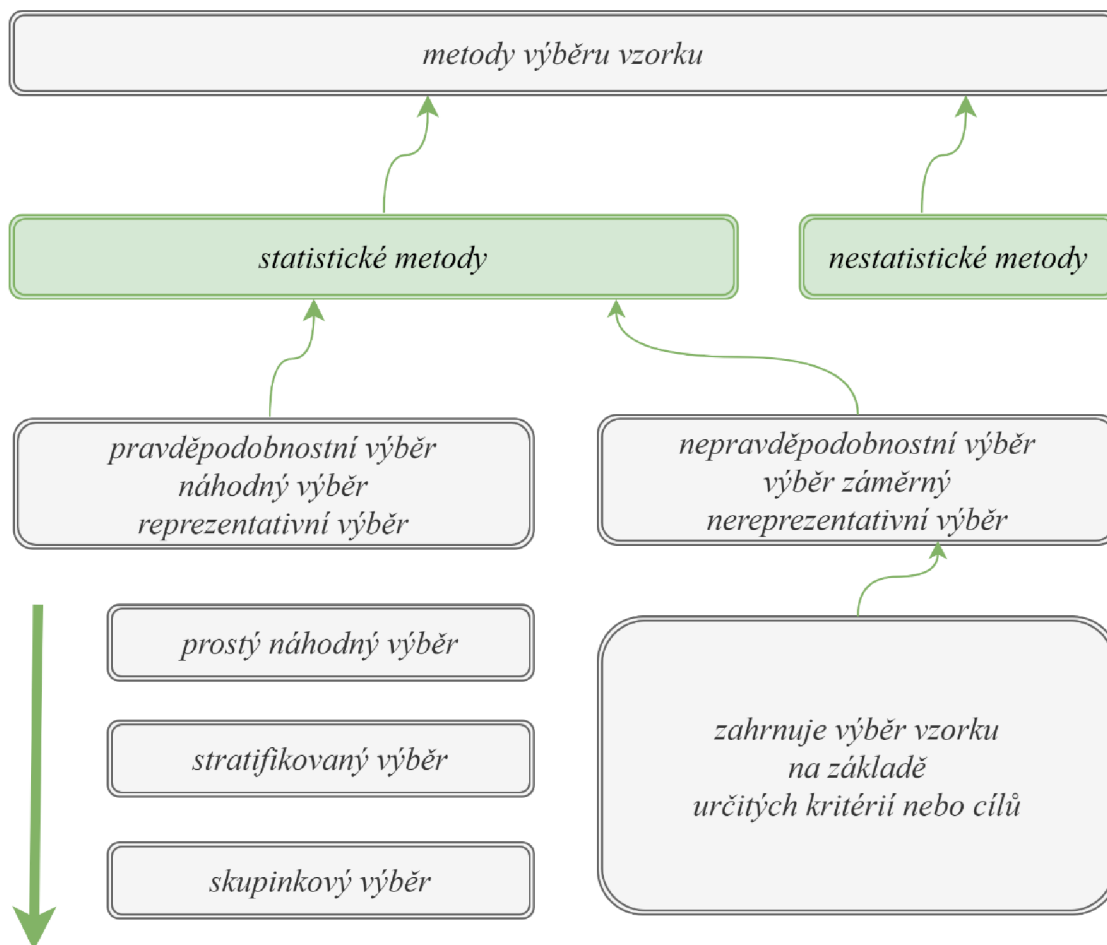 metody výběru vzorku
statistické metody
nestatistické metody
pravděpodobnostní výběr
náhodný výběr
reprezentativní výběr
nepravděpodobnostní výběr
výběr záměrný
nereprezentativní výběr
prostý náhodný výběr
stratifikovaný výběr
skupinkový výběr
zahrnuje výběr vzorku
na základě
určitých kritérií nebo cílů